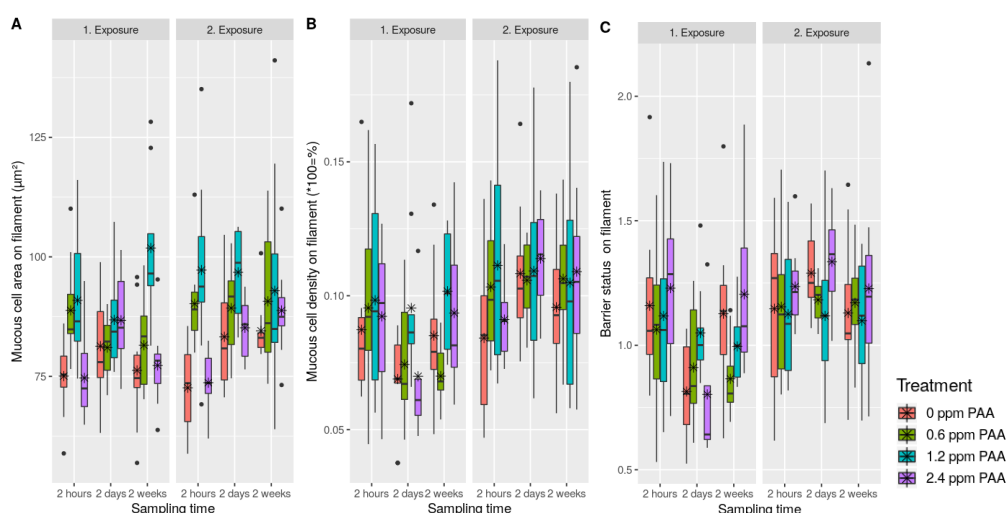 A
1. Exposure 2. Exposure
Mucous cell area on filament (µm²)
125
100
75
2 hours 2 days 2 weeks 2 hours 2 days 2 weeks
Sampling time
B
1. Exposure 2. Exposure
Mucous cell density on filament (*100=%)
0.15
0.10
0.05
2 hours 2 days 2 weeks 2 hours 2 days 2 weeks
Sampling time
C
1. Exposure 2. Exposure
Barrier status on filament
2.0
1.5
1.0
0.5
2 hours 2 days 2 weeks 2 hours 2 days 2 weeks
Sampling time
Treatment
0 ppm PAA
0.6 ppm PAA
1.2 ppm PAA
2.4 ppm PAA